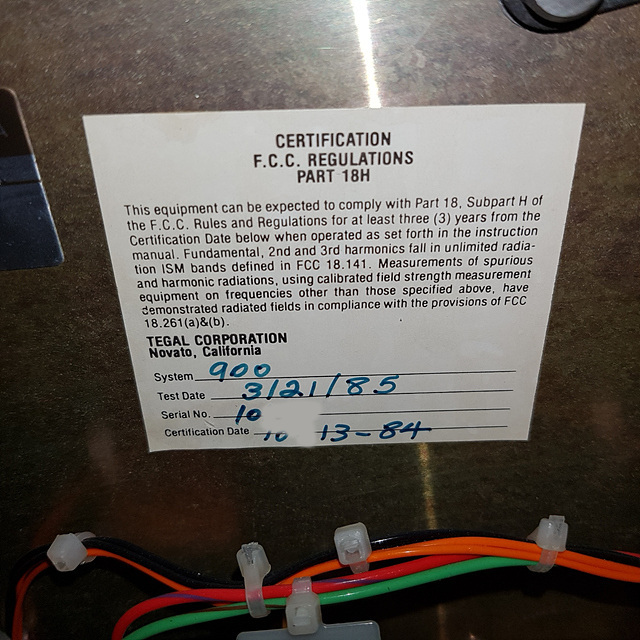 CERTIFICATION
F.C.C. REGULATIONS
PART 18H
This equipment can be expected to comply with Part 18, Subpart H of
the F.C.C. Rules and Regulations for at least three (3) years from the
Certification Date below when operated as set forth in the instruction
manual. Fundamental, 2nd and 3rd harmonics fall in unlimited radia-
tion ISM bands defined in FCC 18.141. Measurements of spurious
and harmonic radiations, using calibrated field strength measurement
equipment on frequencies other than those specified above, have
demonstrated radiated fields in compliance with the provisions of FCC
18.261(a)&(b).
TEGAL CORPORATION
Novato, California
System 900
Test Date 3/21/85
Serial No. 10
Certification Date 10 13-84